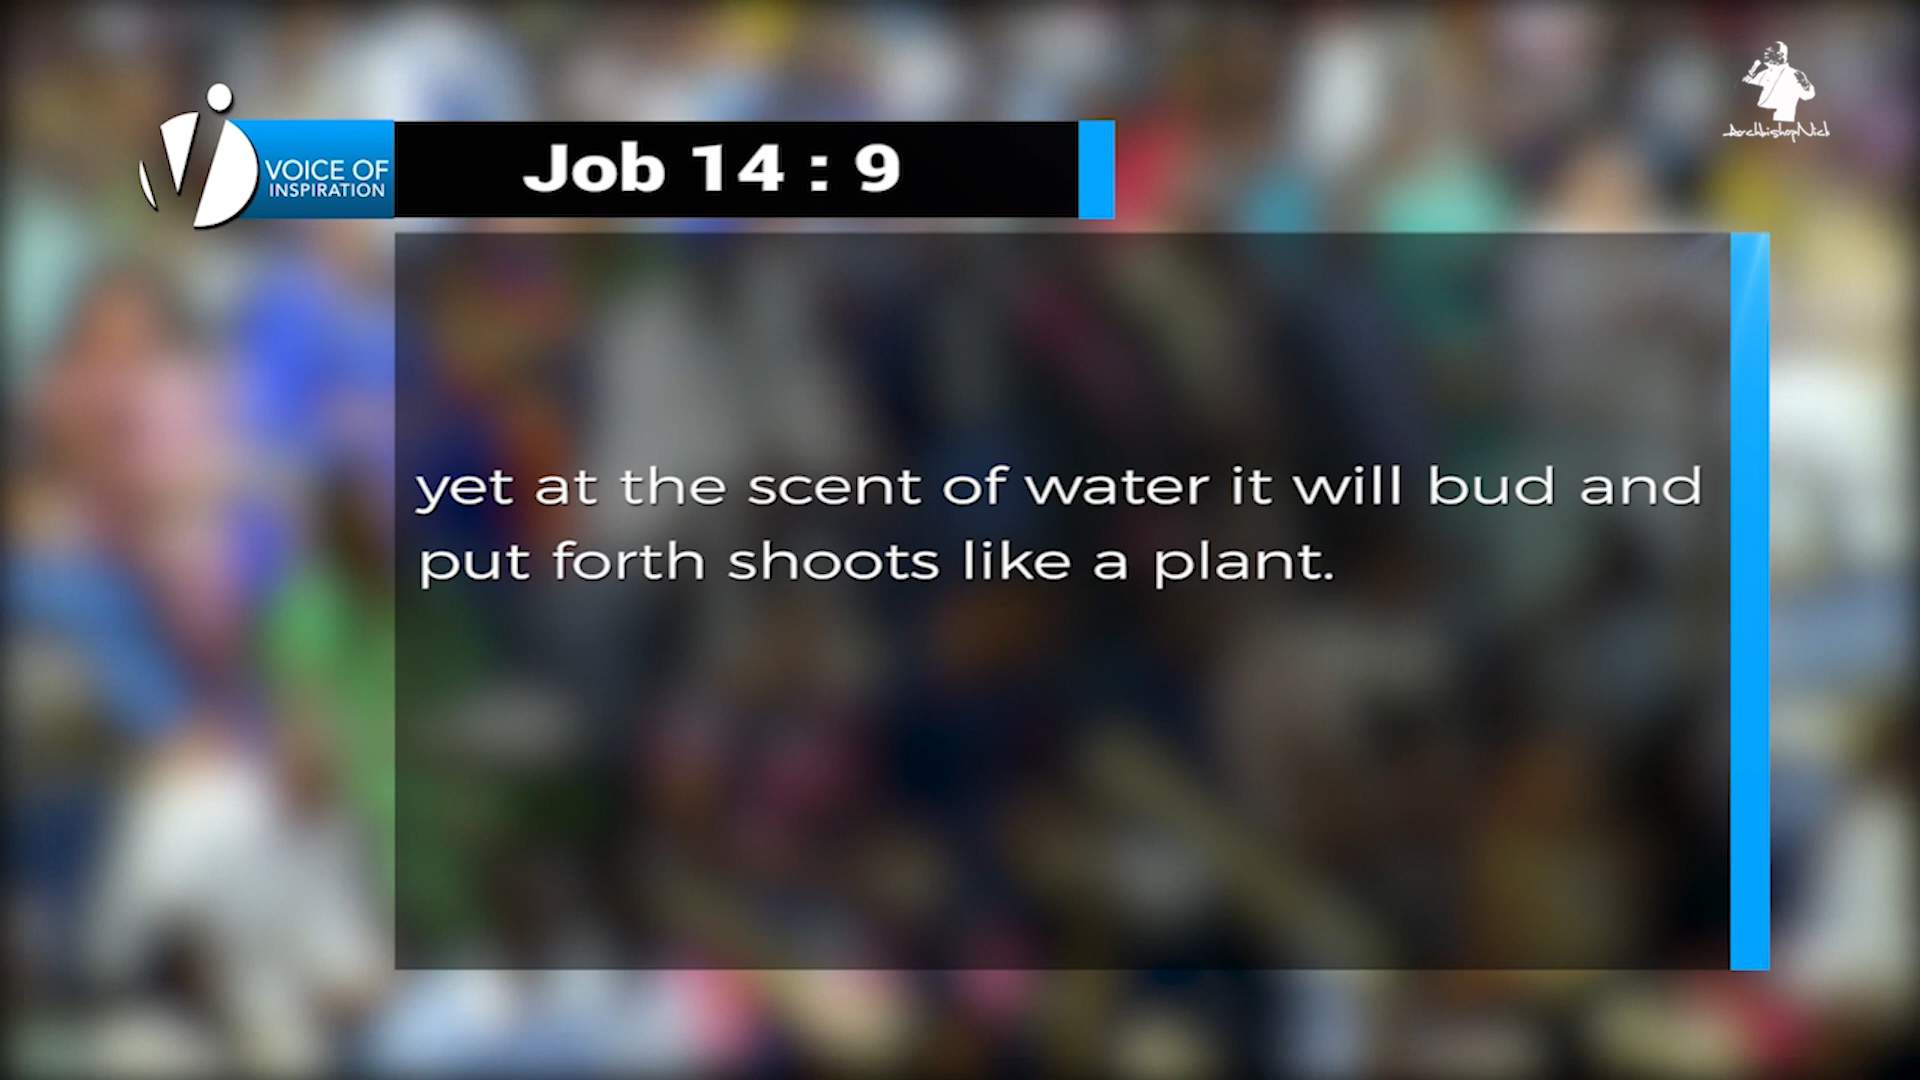 VOICE OF
INSPIRATION
Job 14 : 9
ArchbishopNick
yet at the scent of water it will bud and
put forth shoots like a plant.